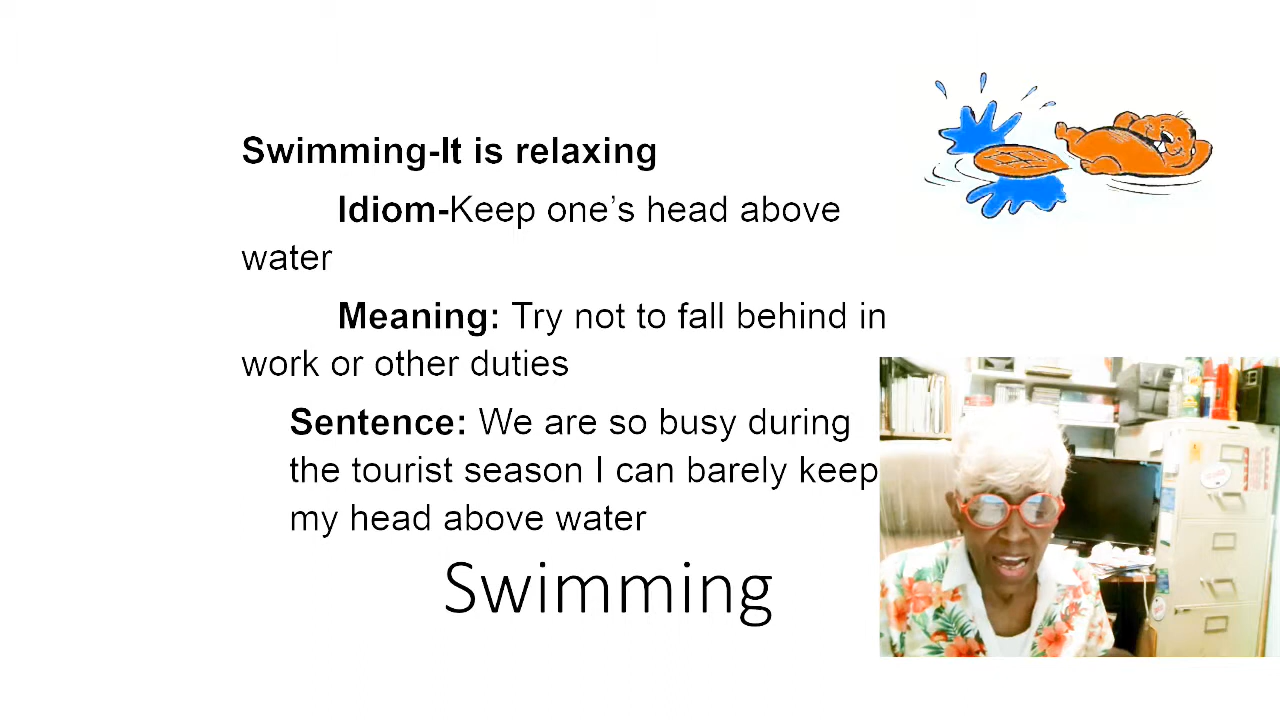 Swimming-It is relaxing
Idiom-Keep one’s head above
water
Meaning: Try not to fall behind in
work or other duties
Sentence: We are so busy during
the tourist season I can barely keep
my head above water
Swimming